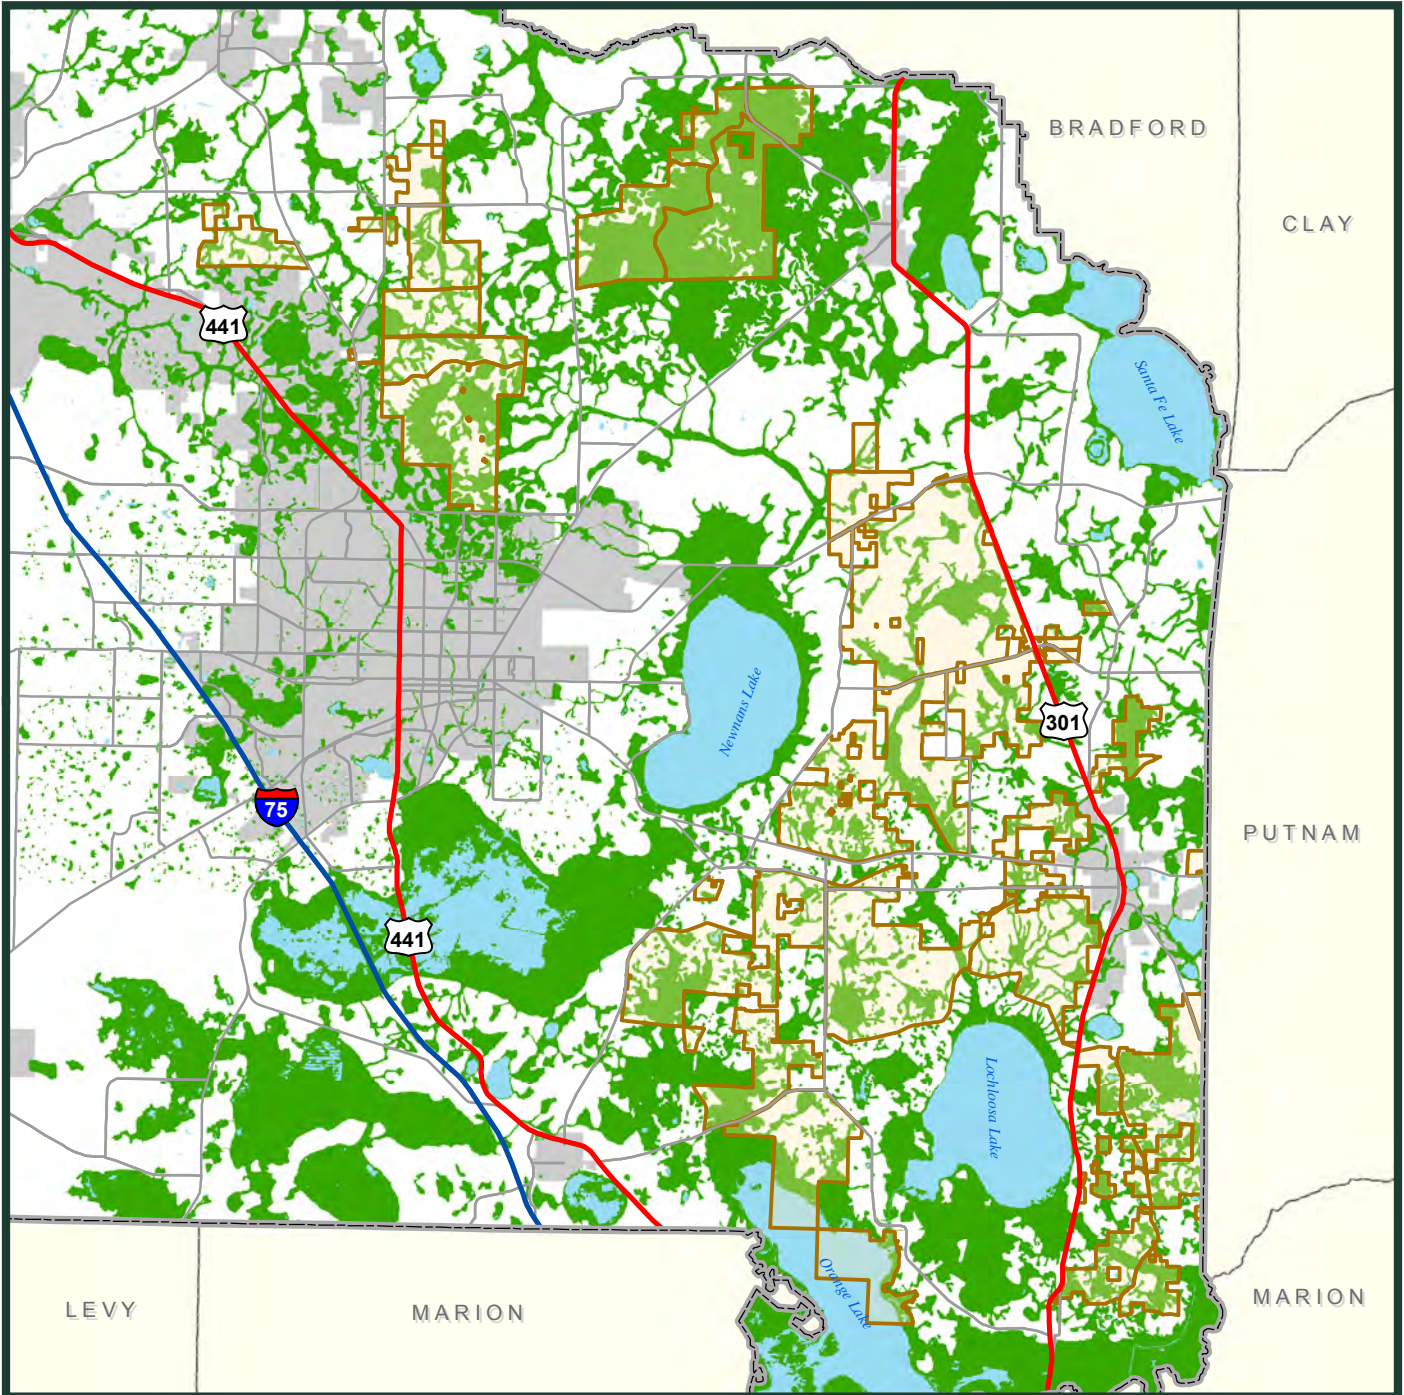 BRADFORD
CLAY
441
Santa Fe Lake
Newnans Lake
301
75
PUTNAM
441
Lochloosa Lake
Orange Lake
LEVY
MARION
MARION